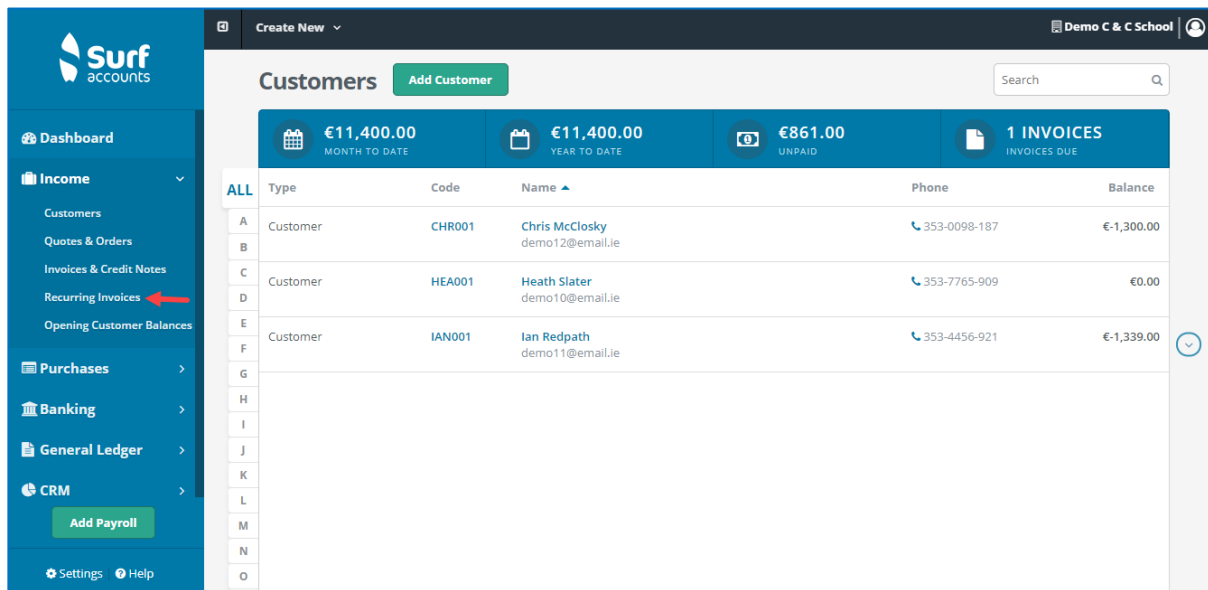 Surf
accounts
Create New
Demo C & C School
Dashboard
Income
Customers
Quotes & Orders
Invoices & Credit Notes
Recurring Invoices
Opening Customer Balances
Purchases
Banking
General Ledger
CRM
Add Payroll
Settings
Help
Customers
Add Customer
Search
€11,400.00
MONTH TO DATE
€11,400.00
YEAR TO DATE
€861.00
UNPAID
1 INVOICES
INVOICES DUE
ALL
A
B
C
D
E
F
G
H
I
J
K
L
M
N
O
Type Code Name Phone Balance
Customer CHR001 Chris McClosky 353-0098-187 €-1,300.00
demo12@email.ie
Customer HEA001 Heath Slater 353-7765-909 €0.00
demo10@email.ie
Customer IAN001 Ian Redpath 353-4456-921 €-1,339.00
demo11@email.ie